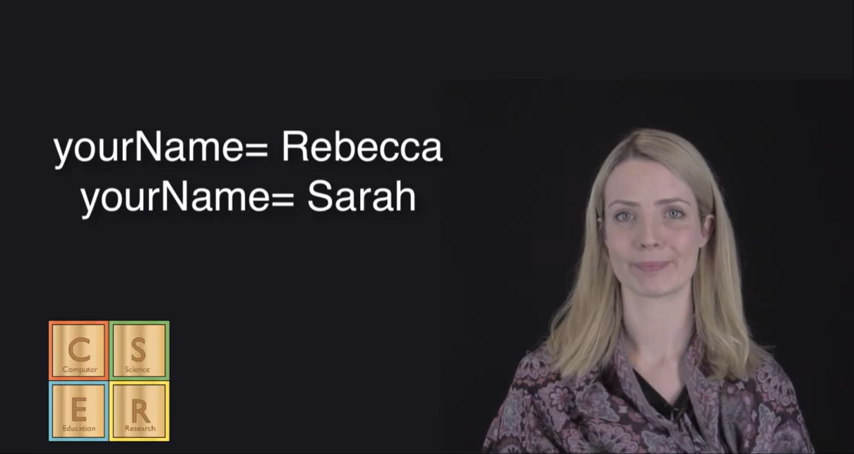 yourName= Rebecca
yourName= Sarah
C S
Computer Science
E R
Education Research